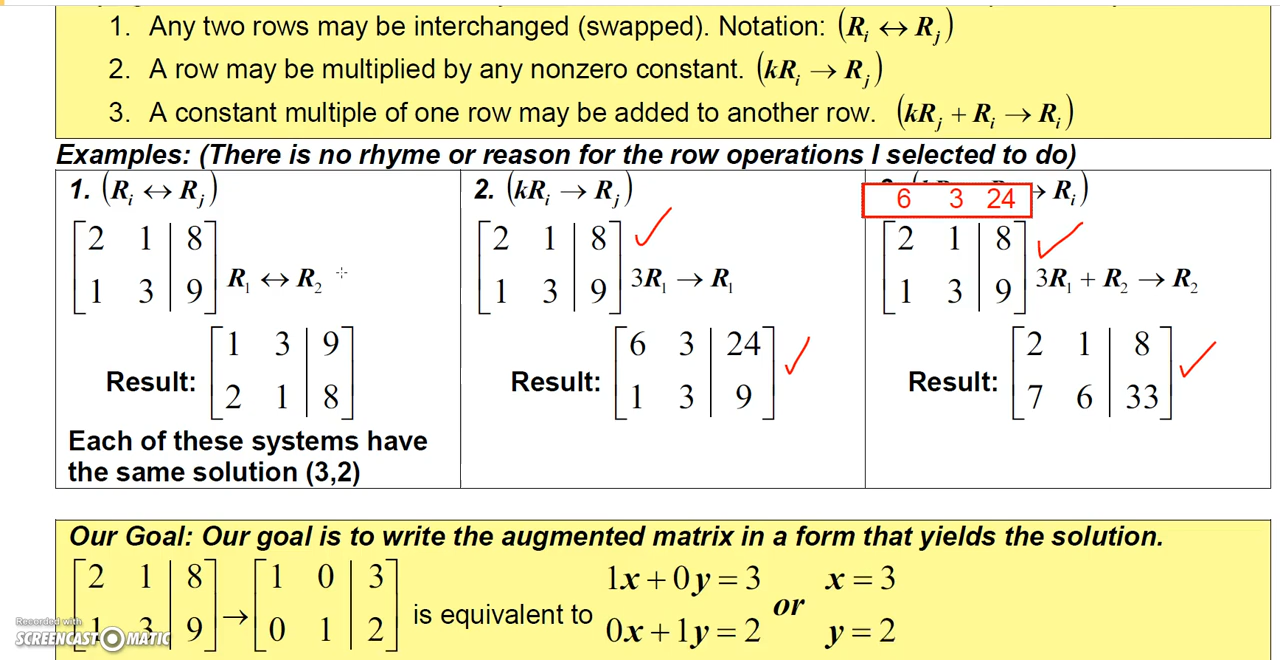 1. Any two rows may be interchanged (swapped). Notation: (Rᵢ ↔ Rⱼ)
2. A row may be multiplied by any nonzero constant. (kRᵢ → Rⱼ)
3. A constant multiple of one row may be added to another row. (kRⱼ + Rᵢ → Rᵢ)
Examples: (There is no rhyme or reason for the row operations I selected to do)
1. (Rᵢ ↔ Rⱼ)
2 1 | 8
1 3 | 9
R₁ ↔ R₂
Result:
1 3 | 9
2 1 | 8
Each of these systems have
the same solution (3,2)
2. (kRᵢ → Rⱼ)
2 1 | 8
1 3 | 9
3R₁ → R₁
Result:
6 3 | 24
1 3 | 9
→ Rᵢ)
6 3 24
2 1 | 8
1 3 | 9
3R₁ + R₂ → R₂
Result:
2 1 | 8
7 6 | 33
Our Goal: Our goal is to write the augmented matrix in a form that yields the solution.
2 1 | 8
1 3 | 9
→
1 0 | 3
0 1 | 2
is equivalent to
1x + 0y = 3
0x + 1y = 2
or
x = 3
y = 2
Recorded with
SCREENCAST-O-MATIC